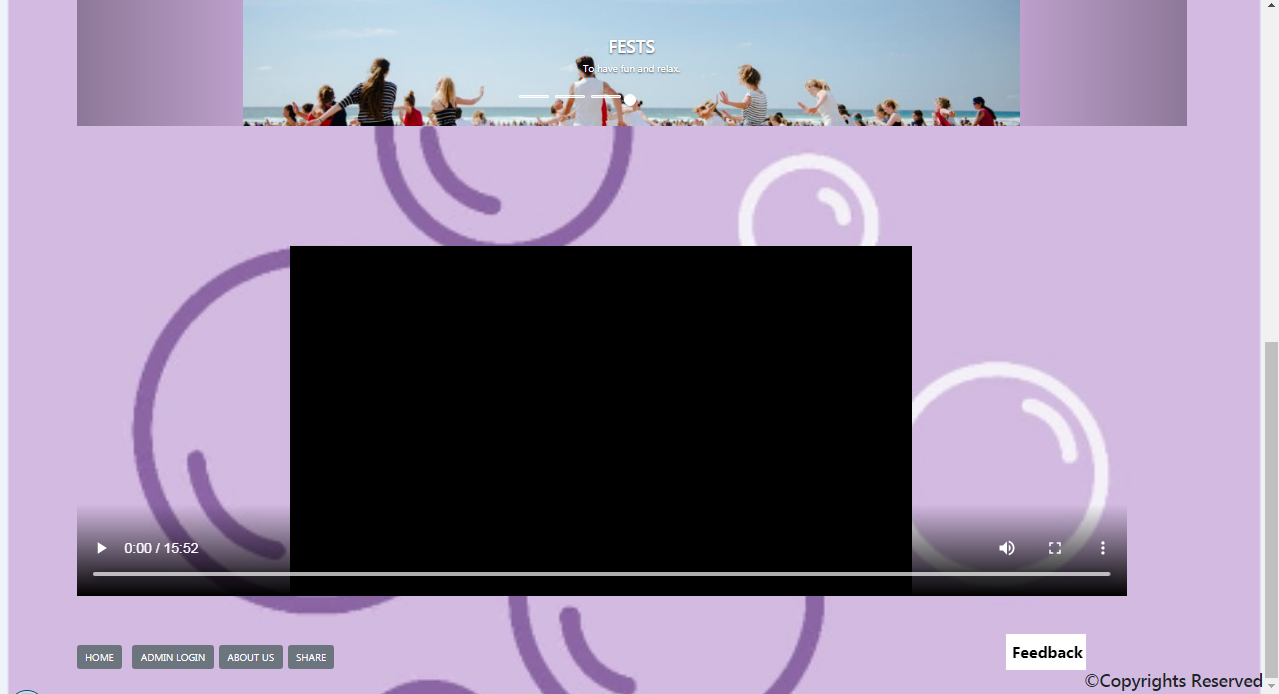 FESTS
To have fun and relax.
0:00 / 15:52
HOME
ADMIN LOGIN
ABOUT US
SHARE
Feedback
©Copyrights Reserved